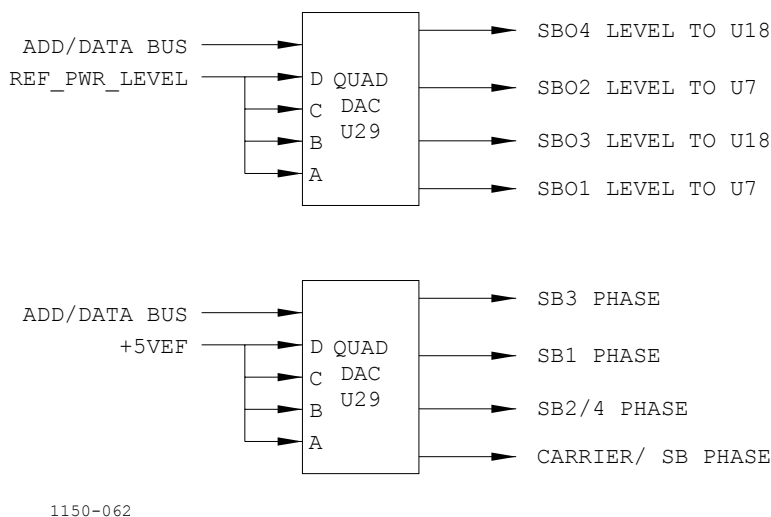 ADD/DATA BUS
REF_PWR_LEVEL
D QUAD
C DAC
B U29
A
SBO4 LEVEL TO U18
SBO2 LEVEL TO U7
SBO3 LEVEL TO U18
SBO1 LEVEL TO U7
ADD/DATA BUS
+5VEF
D QUAD
C DAC
B U29
A
SB3 PHASE
SB1 PHASE
SB2/4 PHASE
CARRIER/ SB PHASE
1150-062